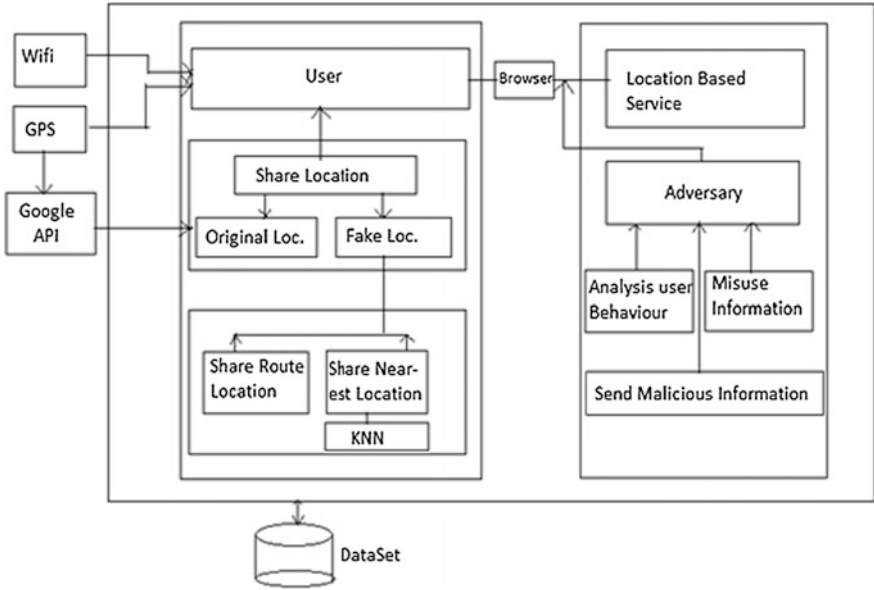 Wifi
GPS
Google
API
User
Share Location
Original Loc.
Fake Loc.
Share Route
Location
Share Near-
est Location
KNN
Browser
Location Based
Service
Adversary
Analysis user
Behaviour
Misuse
Information
Send Malicious Information
DataSet